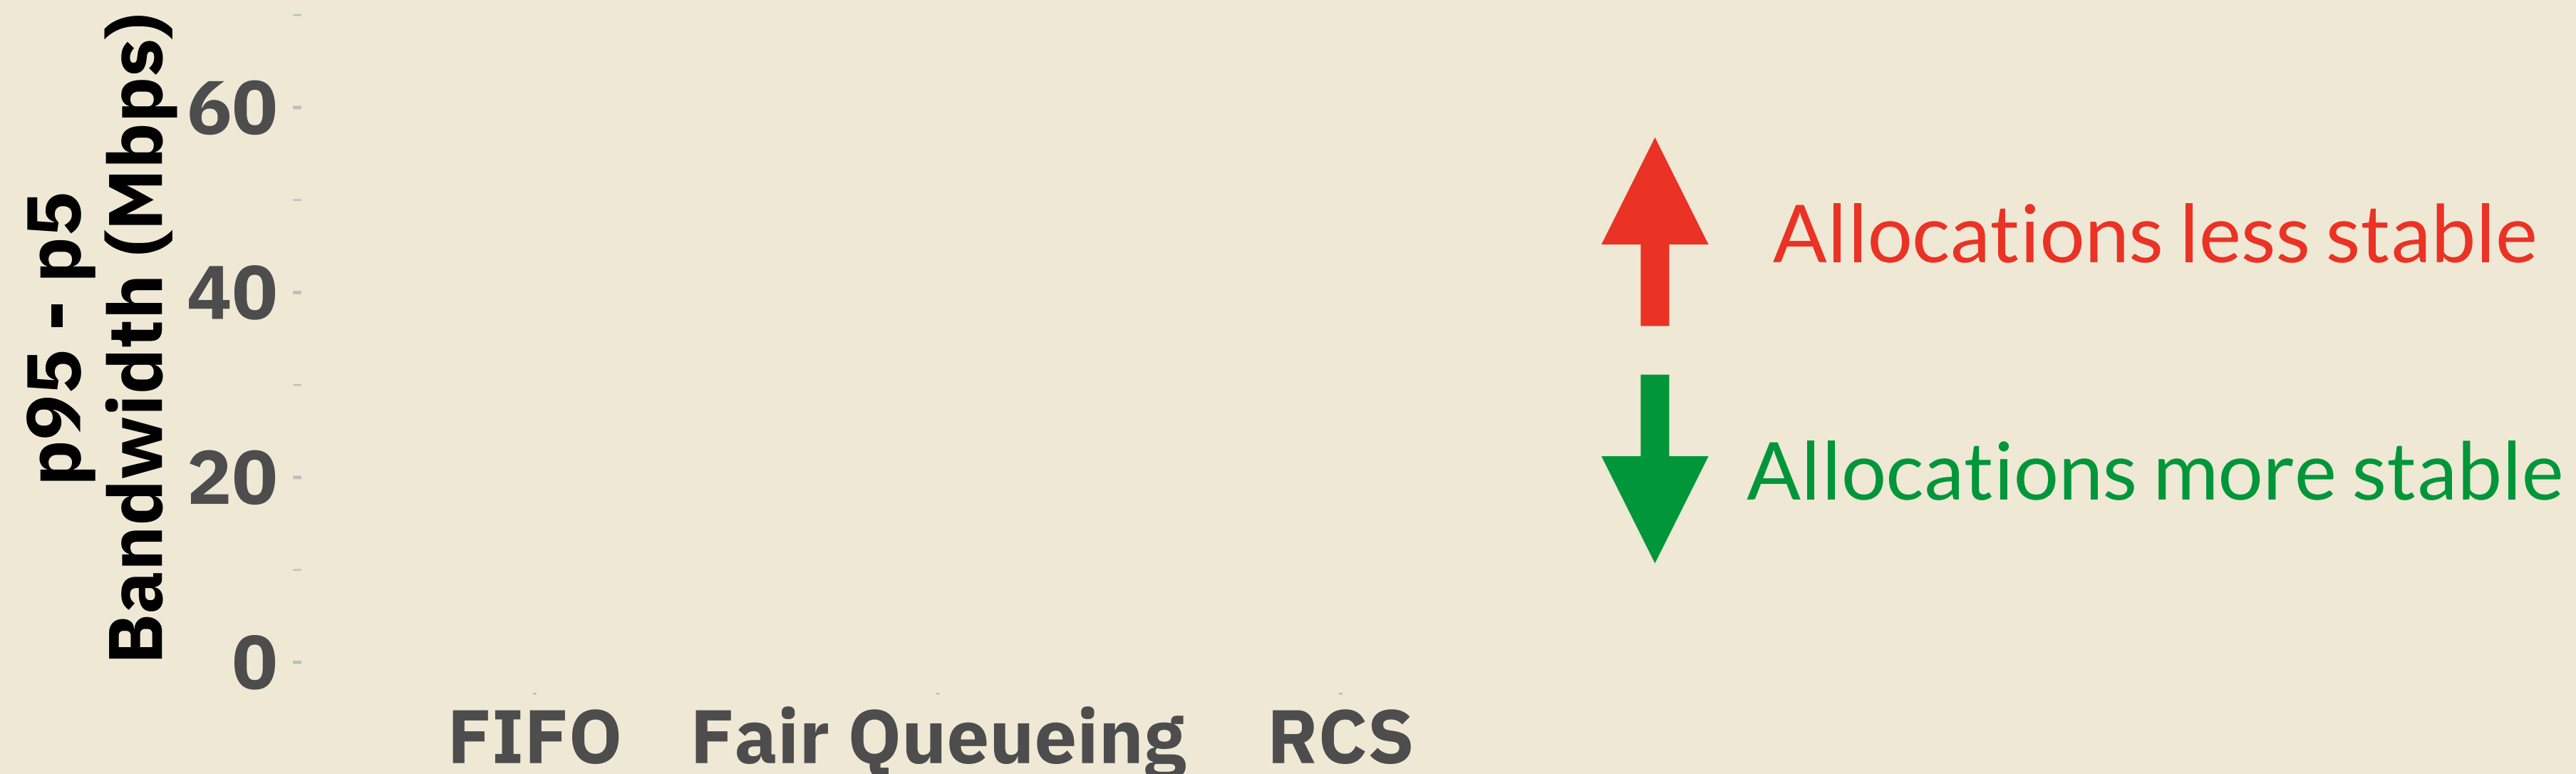 p95 - p5
Bandwidth (Mbps)
60
40
20
0
FIFO
Fair Queueing
RCS
Allocations less stable
Allocations more stable